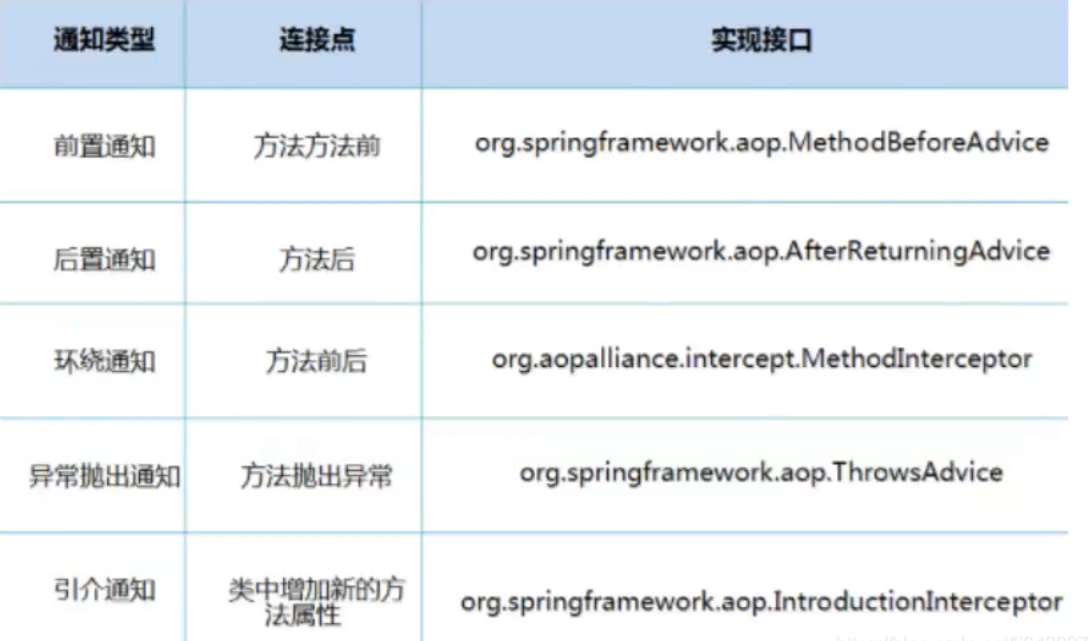 通知类型 连接点 实现接口
前置通知 方法方法前 org.springframework.aop.MethodBeforeAdvice
后置通知 方法后 org.springframework.aop.AfterReturningAdvice
环绕通知 方法前后 org.aopalliance.intercept.MethodInterceptor
异常抛出通知 方法抛出异常 org.springframework.aop.ThrowsAdvice
引介通知 类中增加新的方
法属性 org.springframework.aop.IntroductionInterceptor